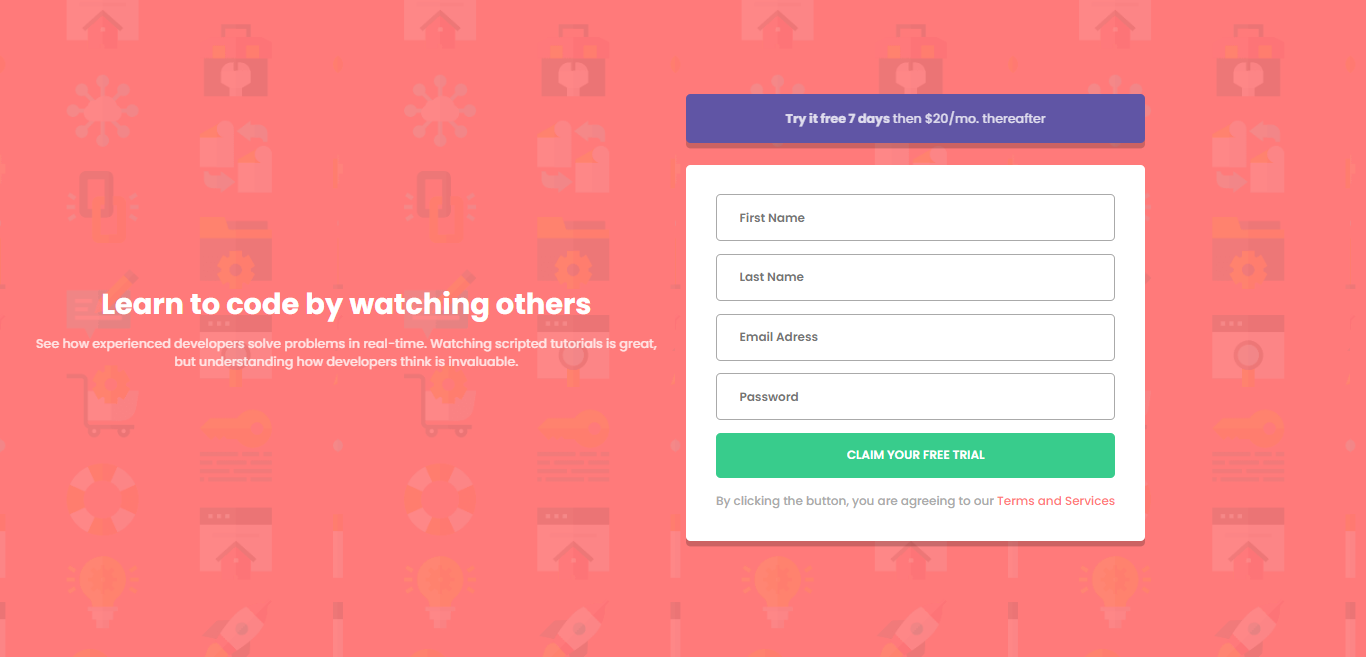 Learn to code by watching others
See how experienced developers solve problems in real-time. Watching scripted tutorials is great,
but understanding how developers think is invaluable.
Try it free 7 days then $20/mo. thereafter
First Name
Last Name
Email Adress
Password
CLAIM YOUR FREE TRIAL
By clicking the button, you are agreeing to our Terms and Services